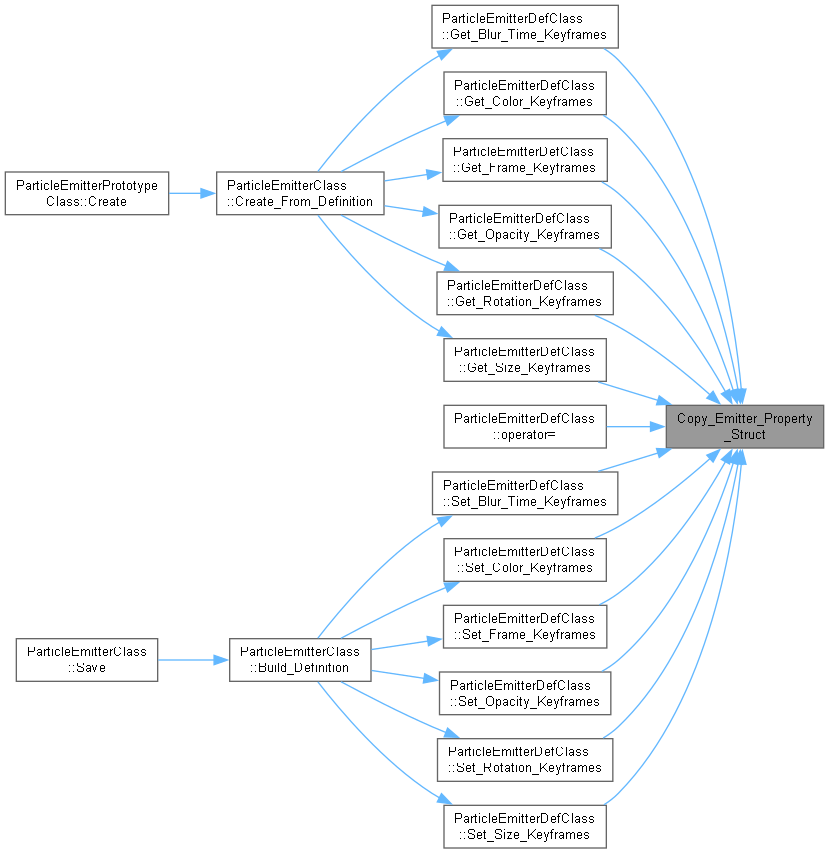 ParticleEmitterDefClass
::Get_Blur_Time_Keyframes
ParticleEmitterDefClass
::Get_Color_Keyframes
ParticleEmitterDefClass
::Get_Frame_Keyframes
ParticleEmitterPrototype
Class::Create
ParticleEmitterClass
::Create_From_Definition
ParticleEmitterDefClass
::Get_Opacity_Keyframes
ParticleEmitterDefClass
::Get_Rotation_Keyframes
ParticleEmitterDefClass
::Get_Size_Keyframes
ParticleEmitterDefClass
::operator=
Copy_Emitter_Property
_Struct
ParticleEmitterDefClass
::Set_Blur_Time_Keyframes
ParticleEmitterDefClass
::Set_Color_Keyframes
ParticleEmitterDefClass
::Set_Frame_Keyframes
ParticleEmitterClass
::Save
ParticleEmitterClass
::Build_Definition
ParticleEmitterDefClass
::Set_Opacity_Keyframes
ParticleEmitterDefClass
::Set_Rotation_Keyframes
ParticleEmitterDefClass
::Set_Size_Keyframes